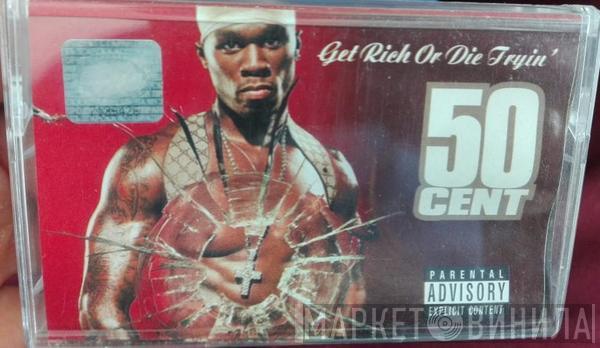 Get Rich Or Die Tryin'
50
CENT
PARENTAL
ADVISORY
EXPLICIT CONTENT
МАРКЕТ ВИНИЛА